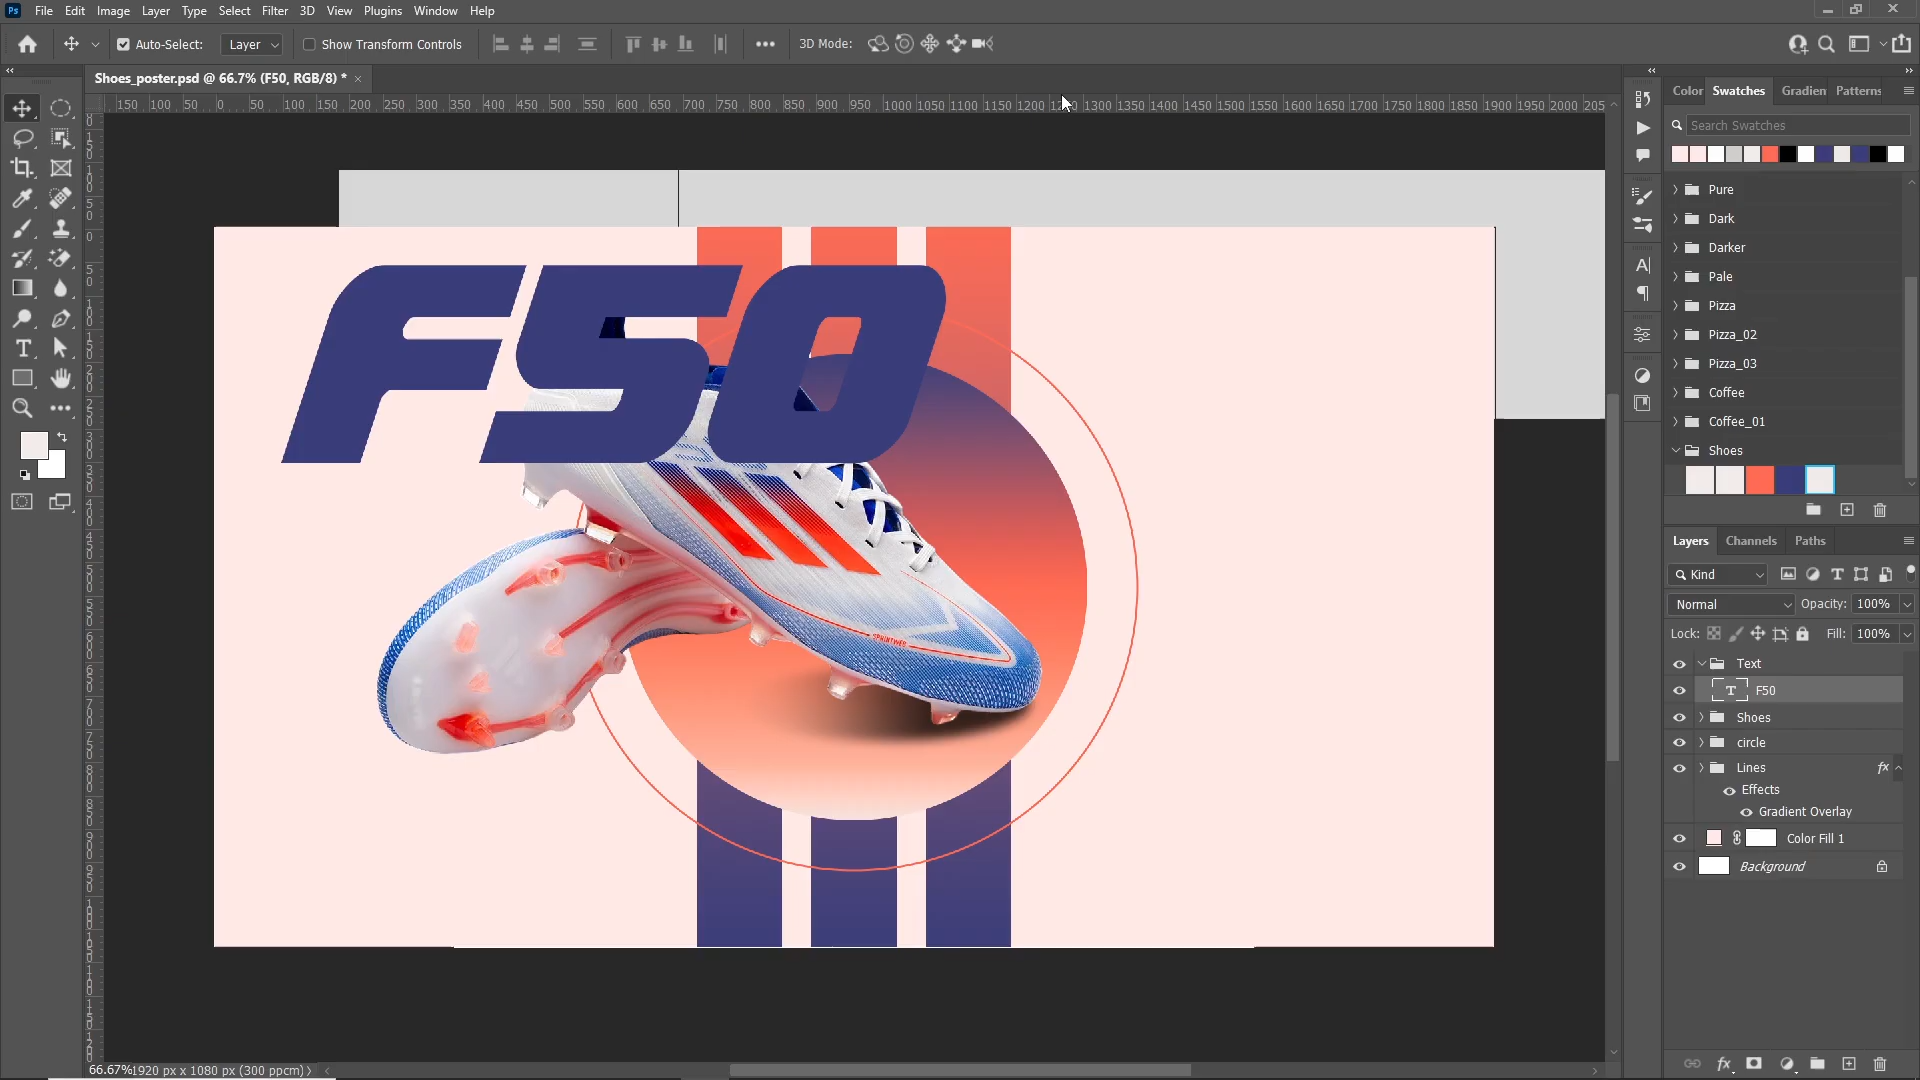 Ps File Edit Image Layer Type Select Filter 3D View Plugins Window Help
Auto-Select: Layer Show Transform Controls 3D Mode:
Shoes_poster.psd @ 66.7% (F50, RGB/8) *
150 100 50 0 50 100 150 200 250 300 350 400 450 500 550 600 650 700 750 800 850 900 950 1000 1050 1100 1150 1200 1250 1300 1350 1400 1450 1500 1550 1600 1650 1700 1750 1800 1850 1900 1950 2000 205
F50
SPRINTWEB
66.67% 1920 px x 1080 px (300 ppcm)
Color Swatches Gradien Patterns
Search Swatches
Pure
Dark
Darker
Pale
Pizza
Pizza_02
Pizza_03
Coffee
Coffee_01
Shoes
Layers Channels Paths
Kind
Normal Opacity: 100%
Lock: Fill: 100%
Text
T F50
Shoes
circle
Lines fx
Effects
Gradient Overlay
Color Fill 1
Background